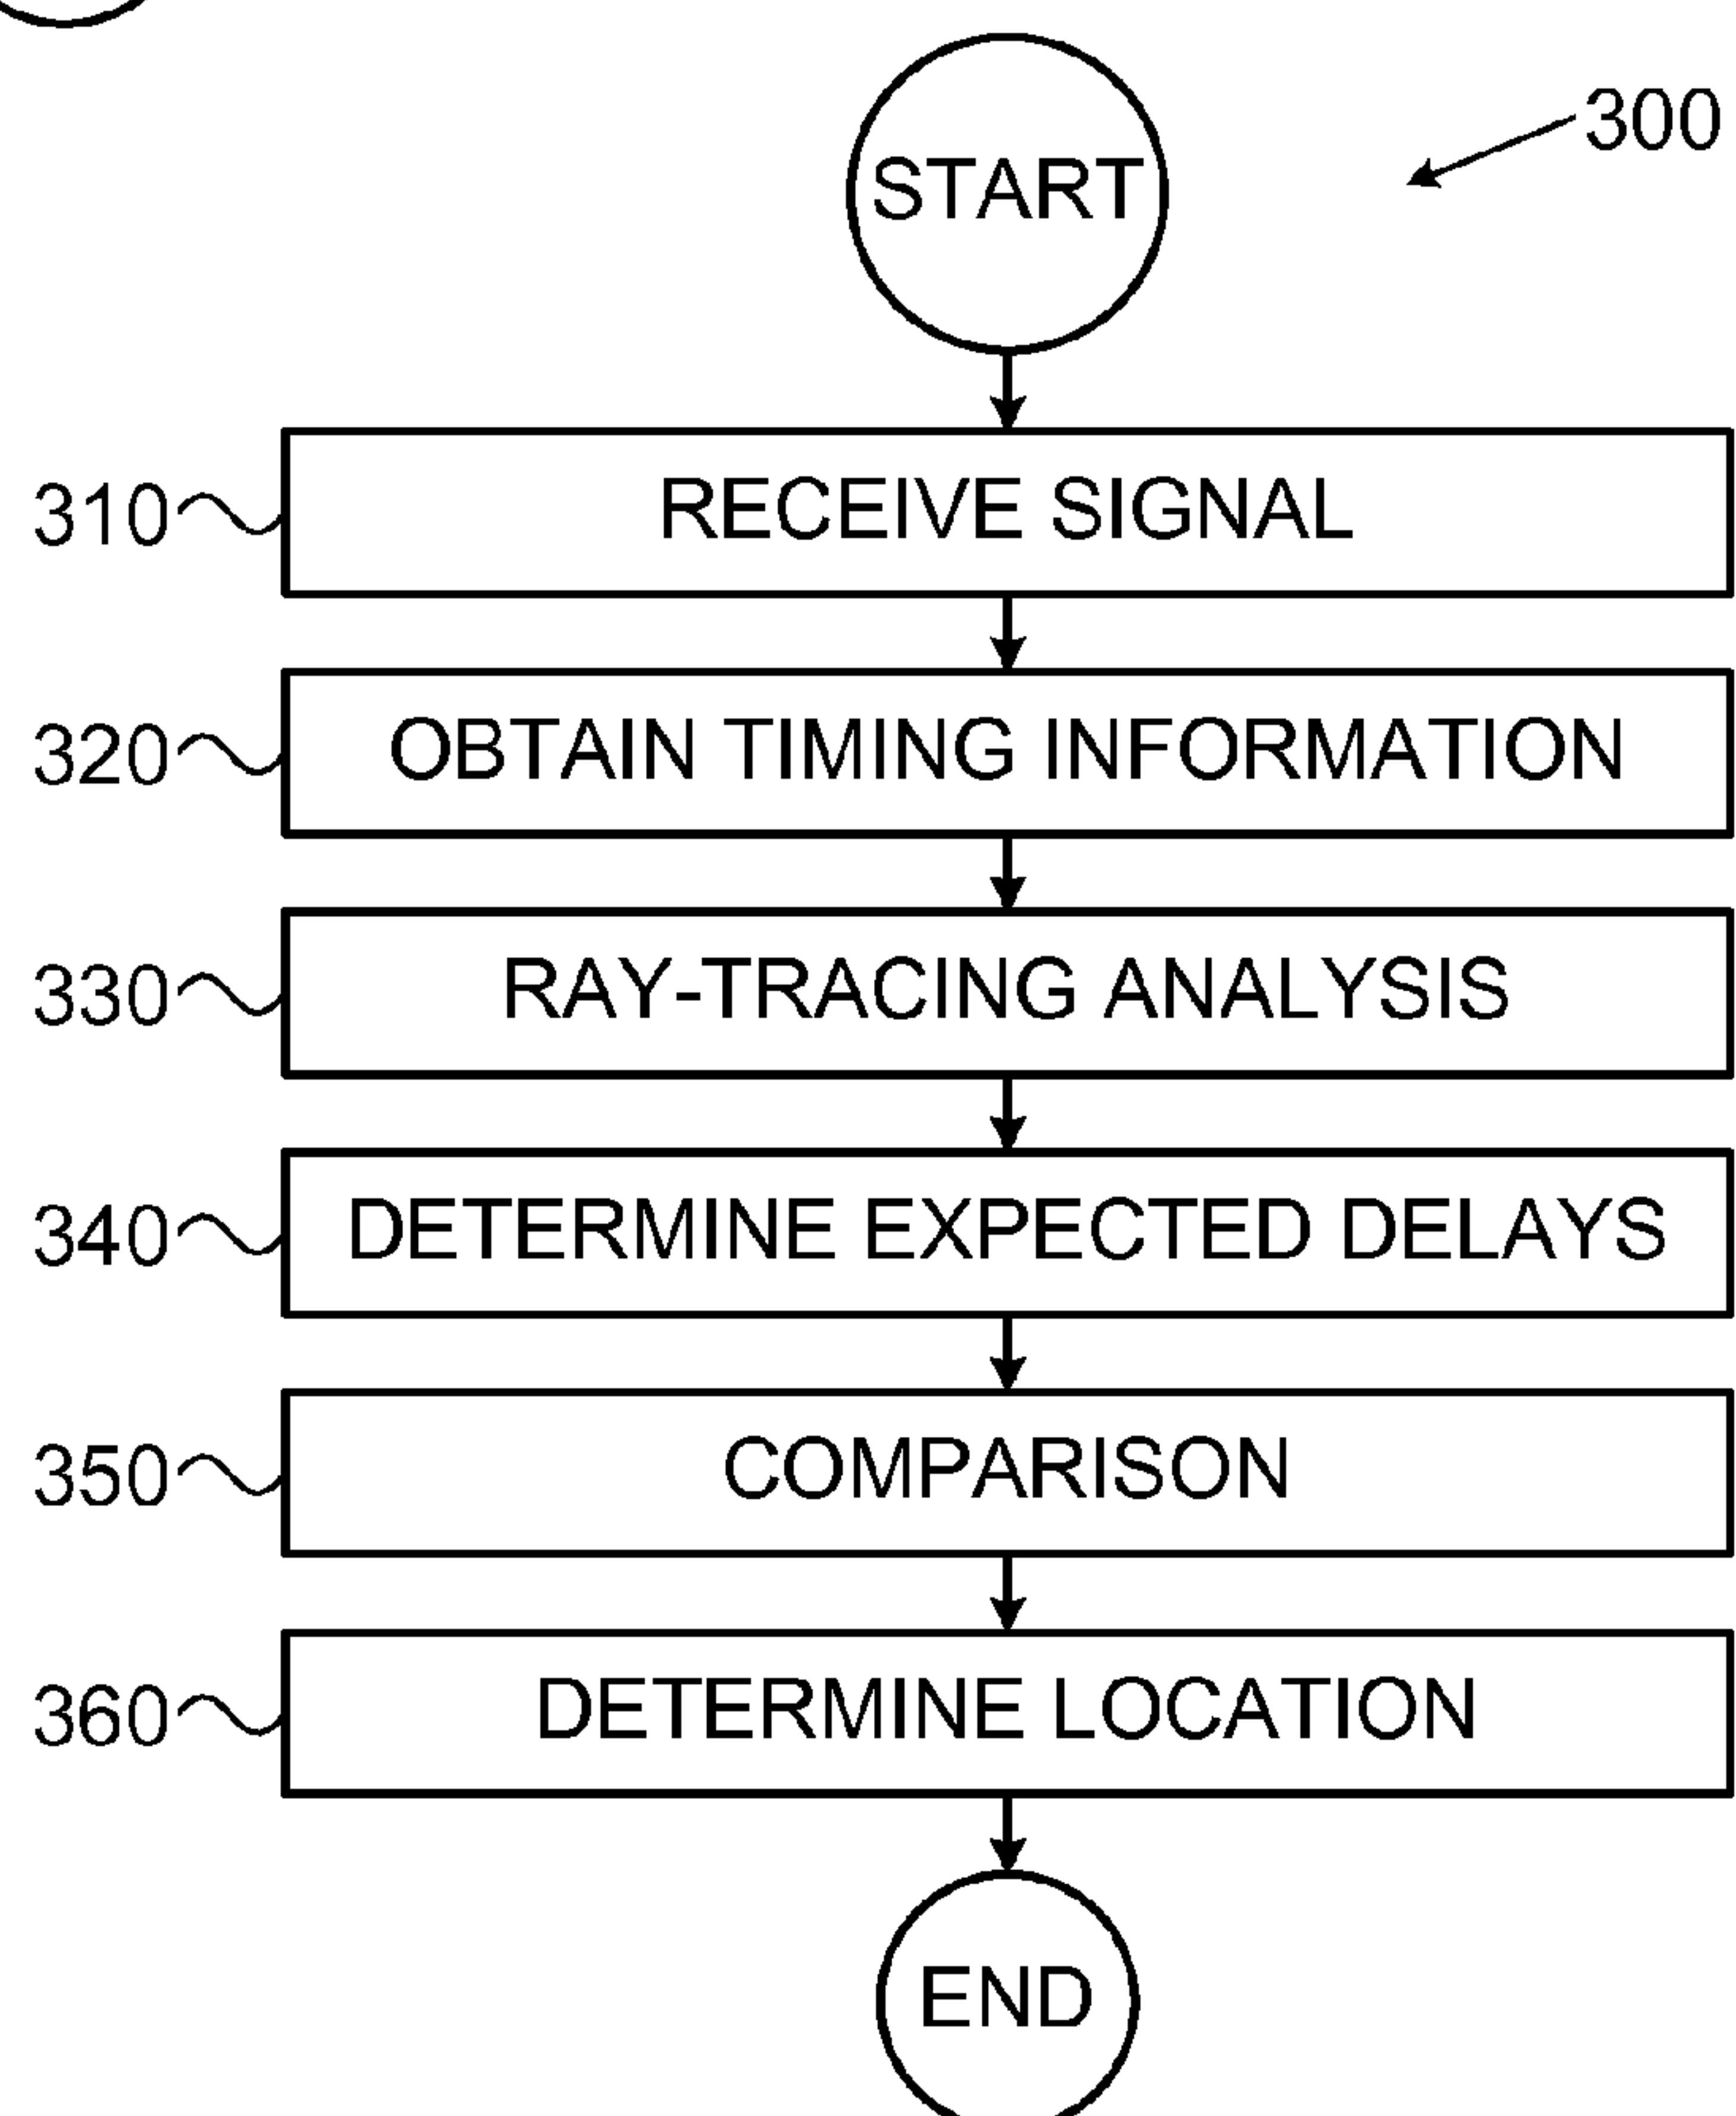 START
300
310
RECEIVE SIGNAL
320
OBTAIN TIMING INFORMATION
330
RAY-TRACING ANALYSIS
340
DETERMINE EXPECTED DELAYS
350
COMPARISON
360
DETERMINE LOCATION
END